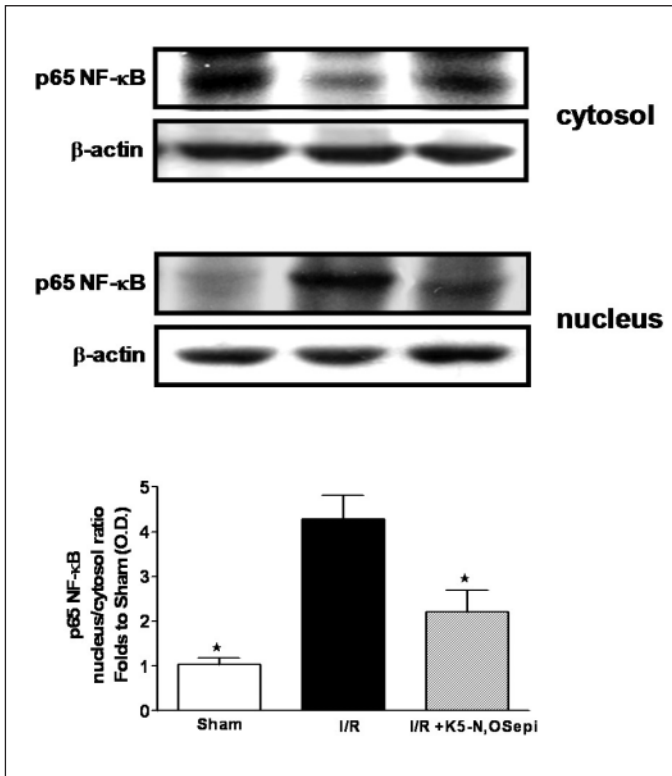 p65 NF-κB
cytosol
β-actin
p65 NF-κB
nucleus
β-actin
p65 NF-κB
nucleus/cytosol ratio
Folds to Sham (O.D.)
5
4
3
2
1
0
★
★
Sham
I/R
I/R +K5-N,OSepi